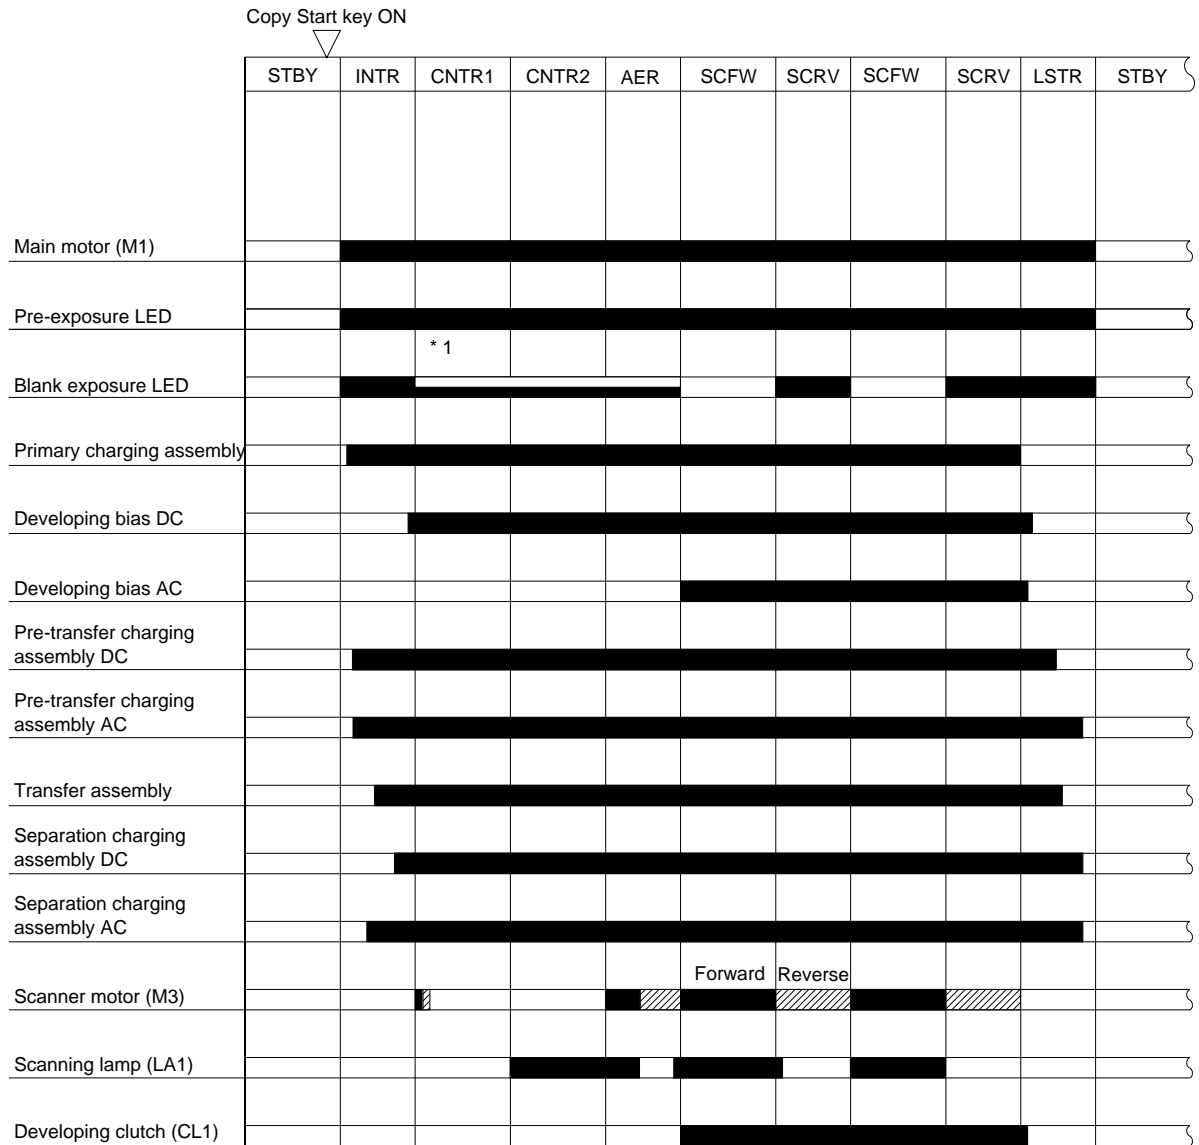 Copy Start key ON
STBY INTR CNTR1 CNTR2 AER SCFW SCRV SCFW SCRV LSTR STBY
Main motor (M1)
Pre-exposure LED
* 1
Blank exposure LED
Primary charging assembly
Developing bias DC
Developing bias AC
Pre-transfer charging
assembly DC
Pre-transfer charging
assembly AC
Transfer assembly
Separation charging
assembly DC
Separation charging
assembly AC
Forward Reverse
Scanner motor (M3)
Scanning lamp (LA1)
Developing clutch (CL1)